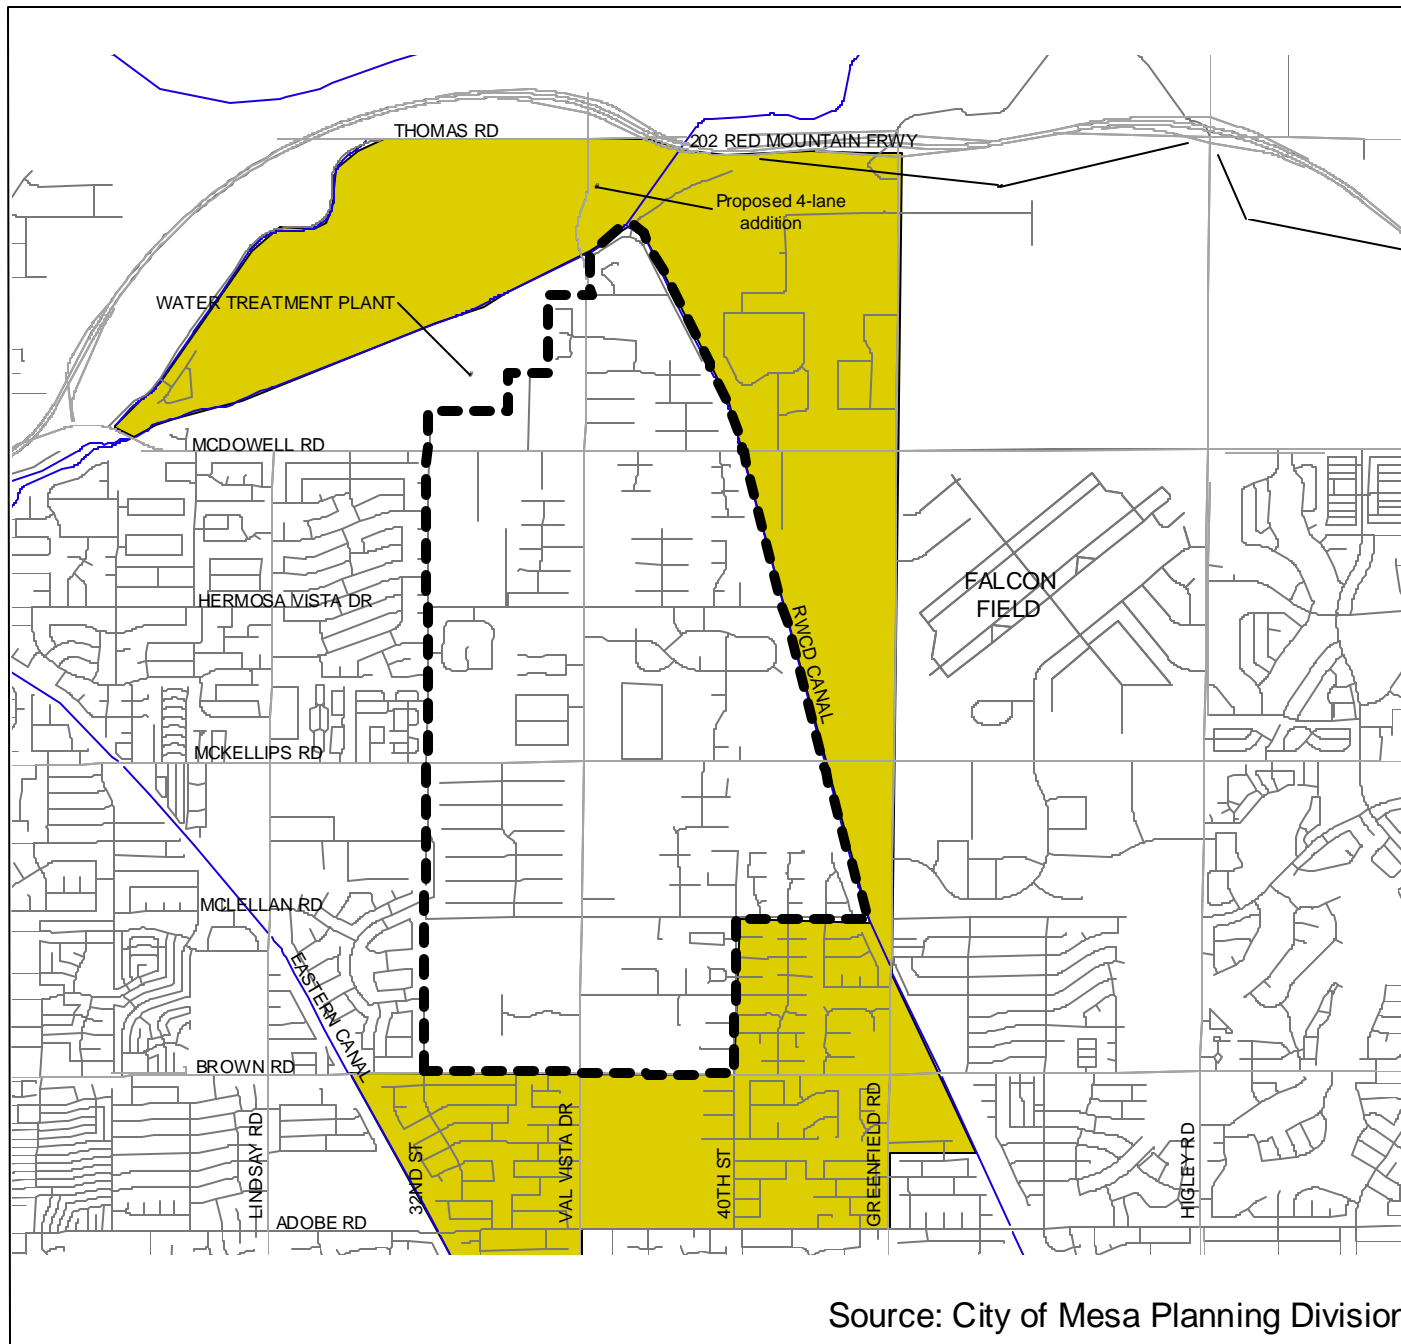 THOMAS RD
202 RED MOUNTAIN FRWY
Proposed 4-lane
addition
WATER TREATMENT PLANT
MCDOWELL RD
FALCON
FIELD
HERMOSA VISTA DR
RWCD CANAL
MCKELLIPS RD
MCLELLAN RD
EASTERN CANAL
BROWN RD
LINDSAY RD
32ND ST
VAL VISTA DR
40TH ST
GREENFIELD RD
HIGLEY RD
ADOBE RD
Source: City of Mesa Planning Division